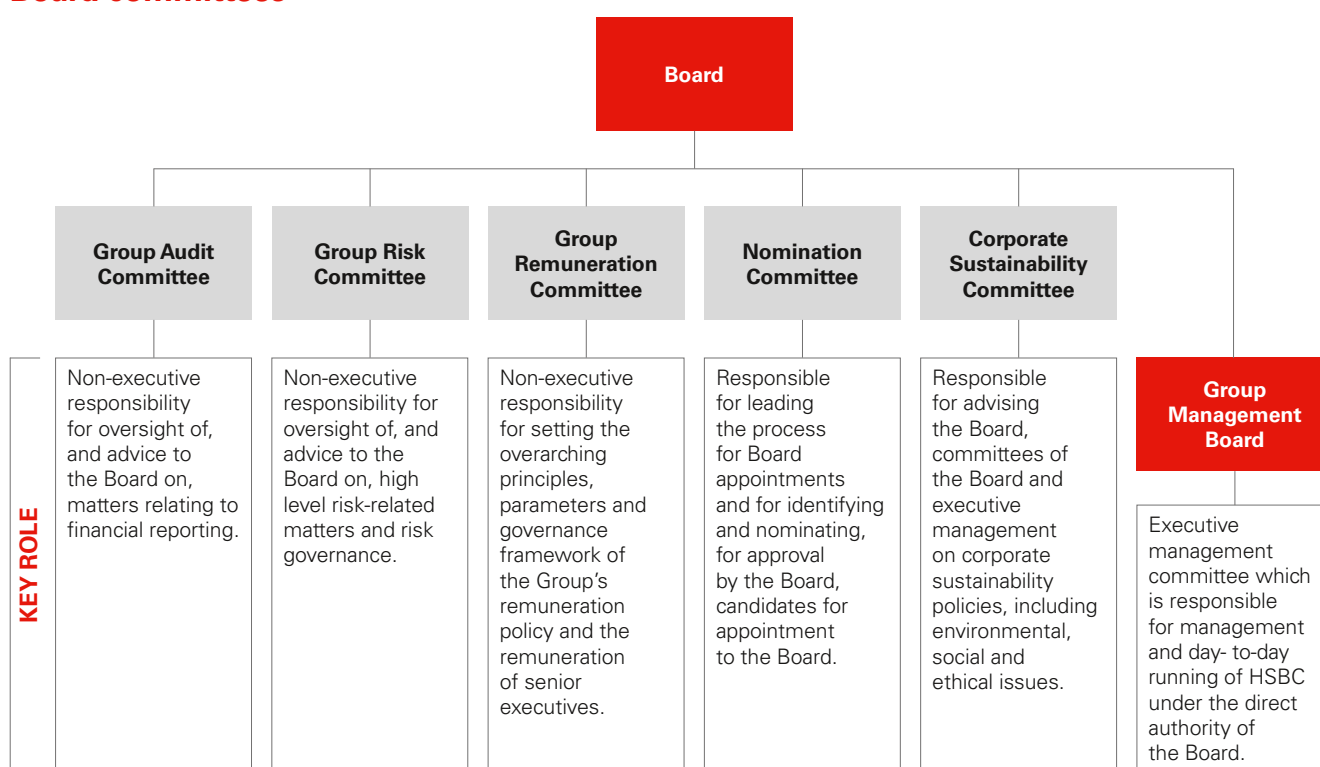 Board committees
Board
Group Audit
Committee
Group Risk
Committee
Group
Remuneration
Committee
Nomination
Committee
Corporate
Sustainability
Committee
Group
Management
Board
KEY ROLE
Non-executive
responsibility
for oversight of,
and advice to
the Board on,
matters relating to
financial reporting.
Non-executive
responsibility for
oversight of, and
advice to the
Board on, high
level risk-related
matters and risk
governance.
Non-executive
responsibility
for setting the
overarching
principles,
parameters and
governance
framework of
the Group’s
remuneration
policy and the
remuneration
of senior
executives.
Responsible
for leading
the process
for Board
appointments
and for identifying
and nominating,
for approval
by the Board,
candidates for
appointment
to the Board.
Responsible
for advising
the Board,
committees of
the Board and
executive
management
on corporate
sustainability
policies, including
environmental,
social and
ethical issues.
Executive
management
committee which
is responsible
for management
and day- to-day
running of HSBC
under the direct
authority of
the Board.